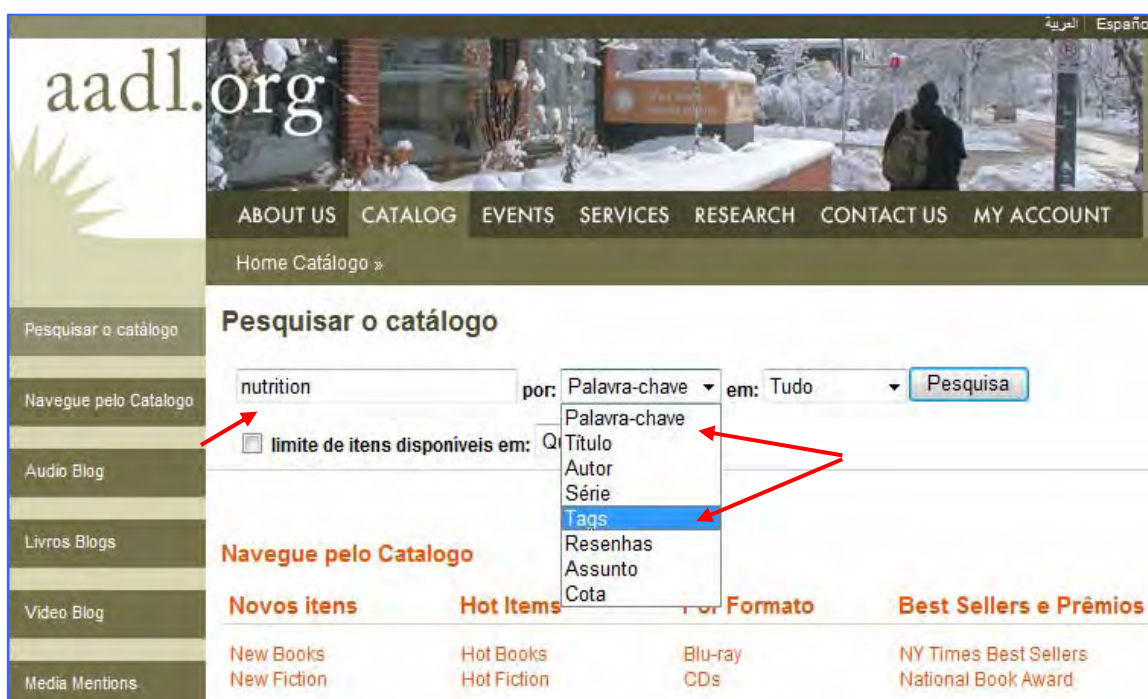 العربية Españo
aadl.org
ABOUT US CATALOG EVENTS SERVICES RESEARCH CONTACT US MY ACCOUNT
Home Catálogo »
Pesquisar o catálogo
Navegue pelo Catalogo
Audio Blog
Livros Blogs
Video Blog
Media Mentions
Pesquisar o catálogo
nutrition por: Palavra-chave em: Tudo Pesquisa
limite de itens disponíveis em: Qu
Palavra-chave
Título
Autor
Série
Tags
Resenhas
Assunto
Cota
Navegue pelo Catalogo
Novos itens Hot Items Por Formato Best Sellers e Prêmios
New Books Hot Books Blu-ray NY Times Best Sellers
New Fiction Hot Fiction CDs National Book Award